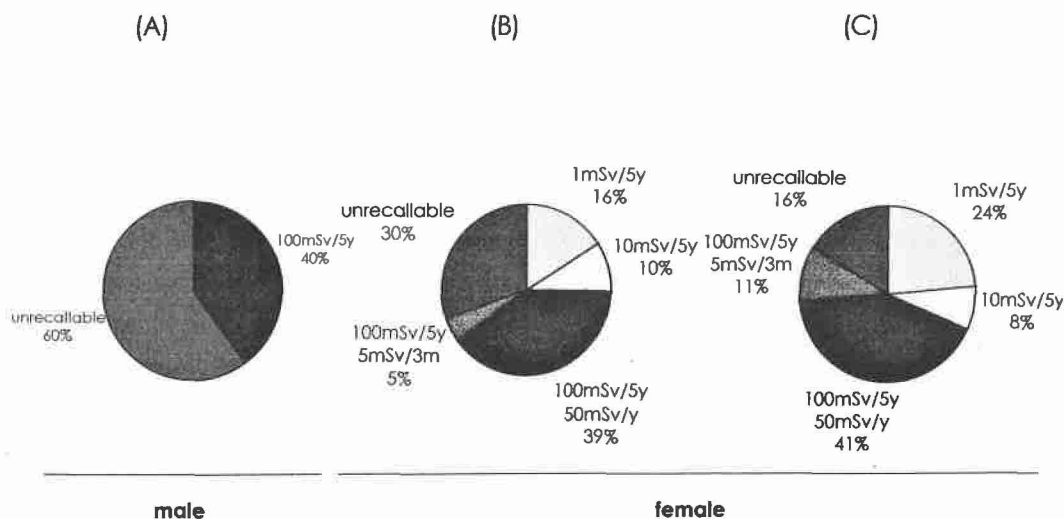 (A)
(B)
(C)
100mSv/5y
40%
unrecallable
60%
1mSv/5y
16%
10mSv/5y
10%
100mSv/5y
50mSv/y
39%
100mSv/5y
5mSv/3m
5%
unrecallable
30%
1mSv/5y
24%
10mSv/5y
8%
100mSv/5y
50mSv/y
41%
100mSv/5y
5mSv/3m
11%
unrecallable
16%
male
female